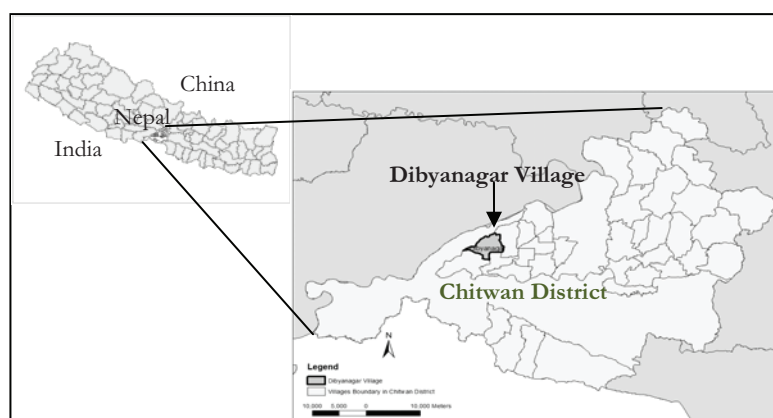 China
Nepal
India
Dibyanagar Village
Chitwan District
N
Legend
Dibyanagar Village
Villages Boundary in Chitwan District
10,000 5,000 0 10,000 Meters